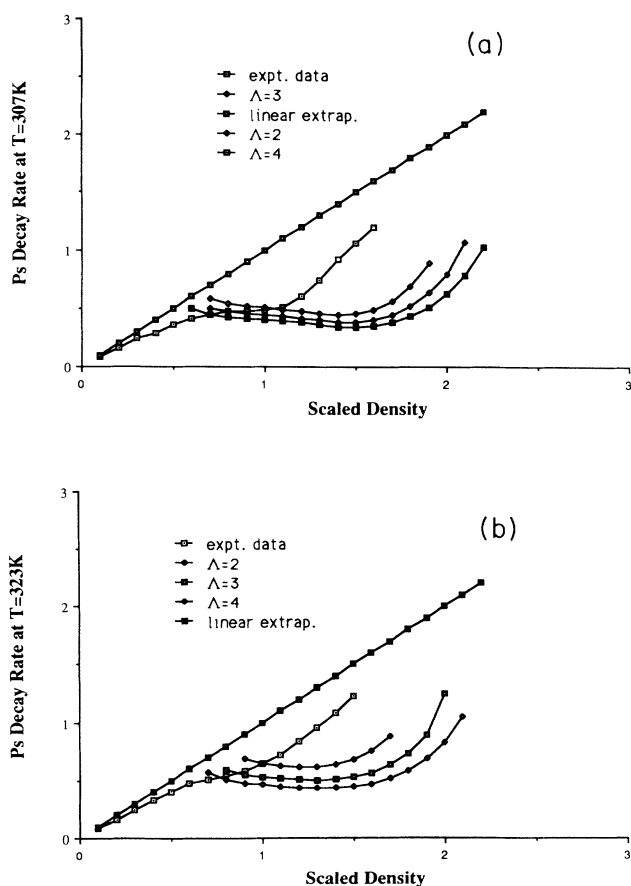 3
(a)
expt. data
Λ=3
linear extrap.
Λ=2
Λ=4
2
Ps Decay Rate at T=307K
1
0
0 1 2 3
Scaled Density
3
(b)
expt. data
Λ=2
Λ=3
Λ=4
linear extrap.
2
Ps Decay Rate at T=323K
1
0
0 1 2 3
Scaled Density